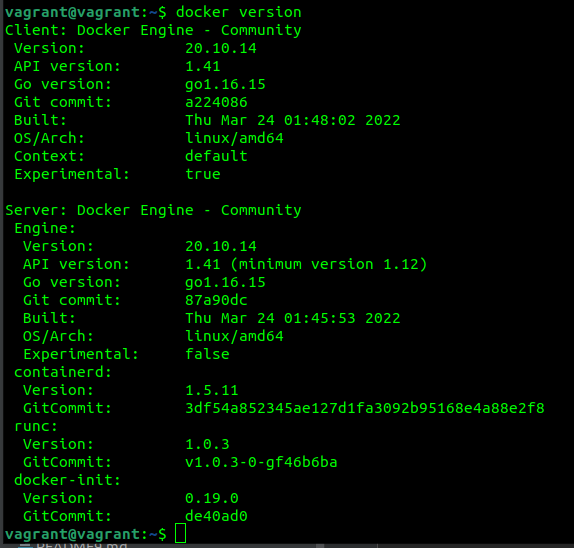 vagrant@vagrant:~$ docker version
Client: Docker Engine - Community
 Version:           20.10.14
 API version:       1.41
 Go version:        go1.16.15
 Git commit:        a224086
 Built:             Thu Mar 24 01:48:02 2022
 OS/Arch:           linux/amd64
 Context:           default
 Experimental:      true

Server: Docker Engine - Community
 Engine:
  Version:          20.10.14
  API version:      1.41 (minimum version 1.12)
  Go version:       go1.16.15
  Git commit:       87a90dc
  Built:            Thu Mar 24 01:45:53 2022
  OS/Arch:          linux/amd64
  Experimental:     false
 containerd:
  Version:          1.5.11
  GitCommit:        3df54a852345ae127d1fa3092b95168e4a88e2f8
 runc:
  Version:          1.0.3
  GitCommit:        v1.0.3-0-gf46b6ba
 docker-init:
  Version:          0.19.0
  GitCommit:        de40ad0
vagrant@vagrant:~$
README.md